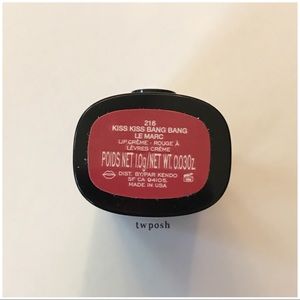 216
KISS KISS BANG BANG
LE MARC
LIP CRÈME · ROUGE À
LÈVRES CRÈME
POIDS NET 1.0g/NET WT. 0.03OZ.
DIST. BY/PAR KENDO
SF CA 94105.
MADE IN USA
twposh